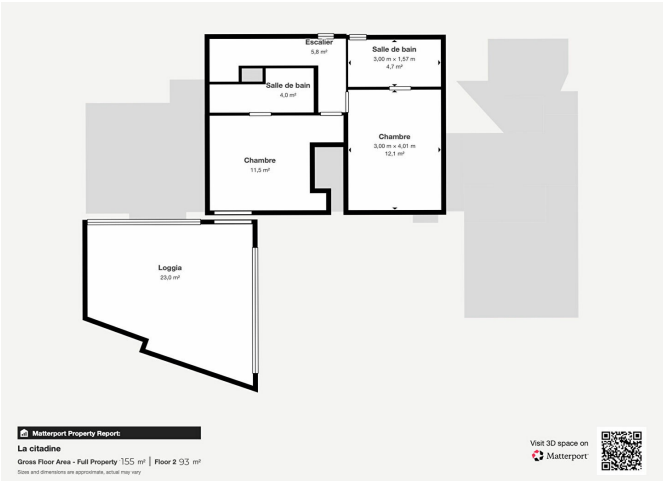 Escalier
5,8 m²
Salle de bain
3,00 m × 1,57 m
4,7 m²
Salle de bain
4,0 m²
Chambre
3,00 m × 4,01 m
12,1 m²
Chambre
11,5 m²
Loggia
23,0 m²
Matterport Property Report:
La citadine
Gross Floor Area - Full Property 155 m² | Floor 2 93 m²
Sizes and dimensions are approximate, actual may vary
Visit 3D space on
Matterport